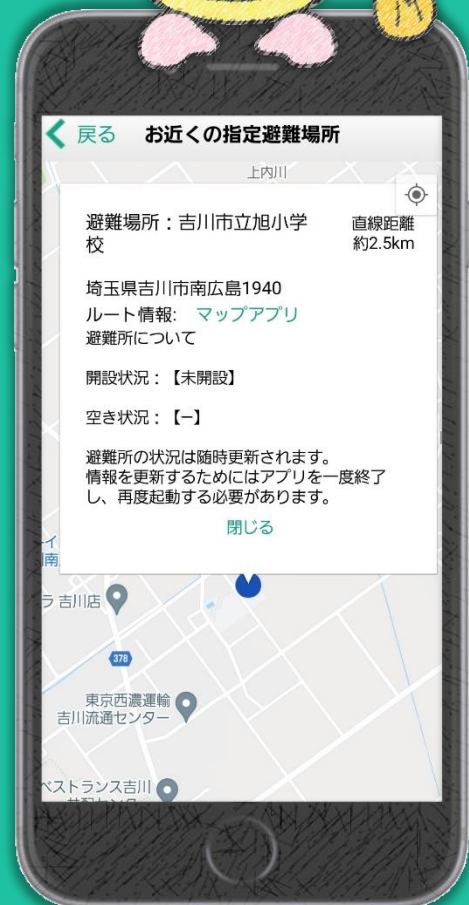 戻る お近くの指定避難場所
上内川
避難場所：吉川市立旭小学
校
直線距離
約2.5km
埼玉県吉川市南広島1940
ルート情報: マップアプリ
避難所について
開設状況：【未開設】
空き状況：【−】
避難所の状況は随時更新されます。
情報を更新するためにはアプリを一度終了
し、再度起動する必要があります。
閉じる
イ
南
ラ 吉川店
378
東京西濃運輸
吉川流通センター
ベストランス吉川